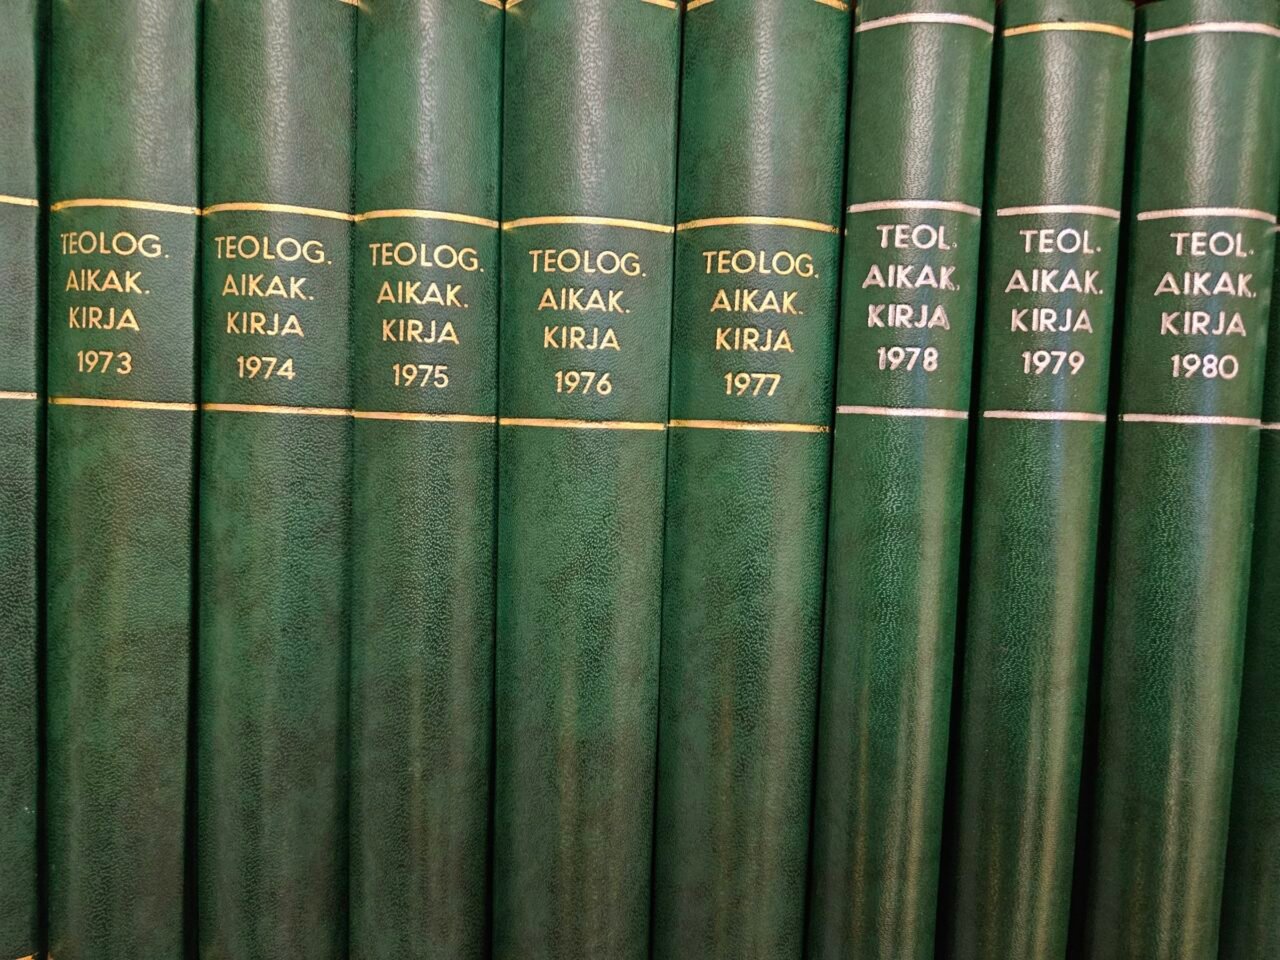 TEOLOG.
AIKAK.
KIRJA
1973
TEOLOG.
AIKAK.
KIRJA
1974
TEOLOG.
AIKAK.
KIRJA
1975
TEOLOG.
AIKAK.
KIRJA
1976
TEOLOG.
AIKAK.
KIRJA
1977
TEOL.
AIKAK.
KIRJA
1978
TEOL.
AIKAK.
KIRJA
1979
TEOL.
AIKAK.
KIRJA
1980